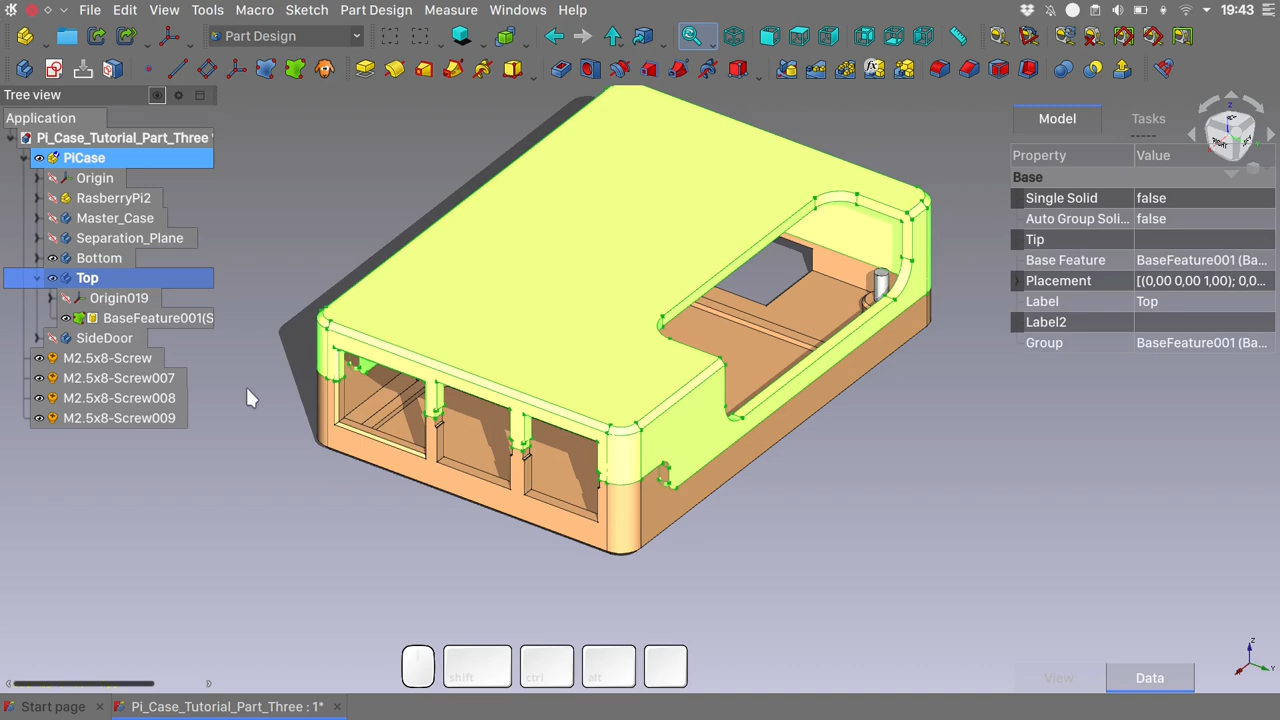 File Edit View Tools Macro Sketch Part Design Measure Windows Help 19:43
Part Design
Tree view
Application
Pi_Case_Tutorial_Part_Three
PiCase
Origin
RasberryPi2
Master_Case
Separation_Plane
Bottom
Top
Origin019
BaseFeature001(S
SideDoor
M2.5x8-Screw
M2.5x8-Screw007
M2.5x8-Screw008
M2.5x8-Screw009
Model Tasks
Property Value
Base
Single Solid false
Auto Group Soli... false
Tip
Base Feature BaseFeature001 (Ba...
Placement [(0,00 0,00 1,00); 0,0...
Label Top
Label2
Group BaseFeature001 (Ba...
Z
RIGHT
shift ctrl alt
Z
Y
View Data
Start page Pi_Case_Tutorial_Part_Three : 1*